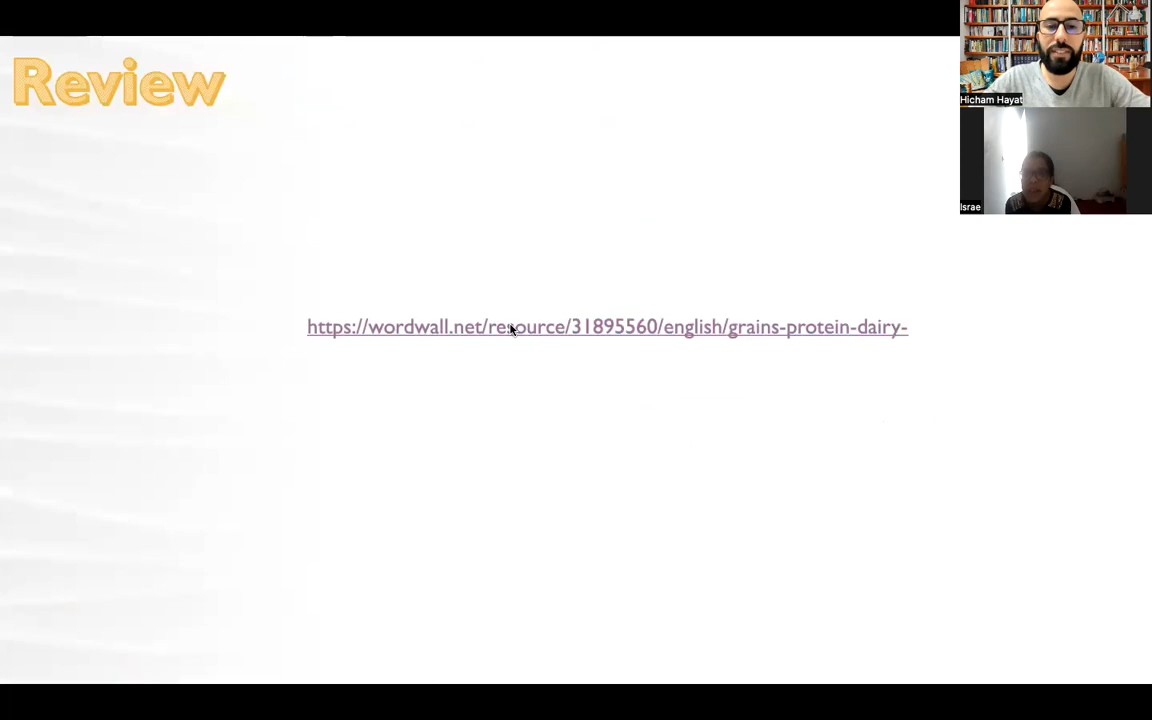 Review
Hicham Hayat
Israe
https://wordwall.net/resource/31895560/english/grains-protein-dairy-